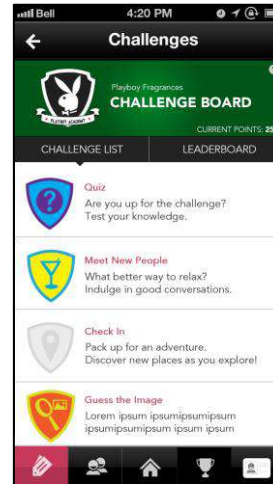 Bell 4:20 PM
Challenges
Playboy Fragrances
CHALLENGE BOARD
PLAYBOY ACADEMY
CURRENT POINTS: 25
CHALLENGE LIST LEADERBOARD
Quiz
Are you up for the challenge?
Test your knowledge.
Meet New People
What better way to relax?
Indulge in good conversations.
Check In
Pack up for an adventure.
Discover new places as you explore!
Guess the Image
Lorem ipsum ipsumipsumipsum
ipsumipsumipsum ipsum ipsum